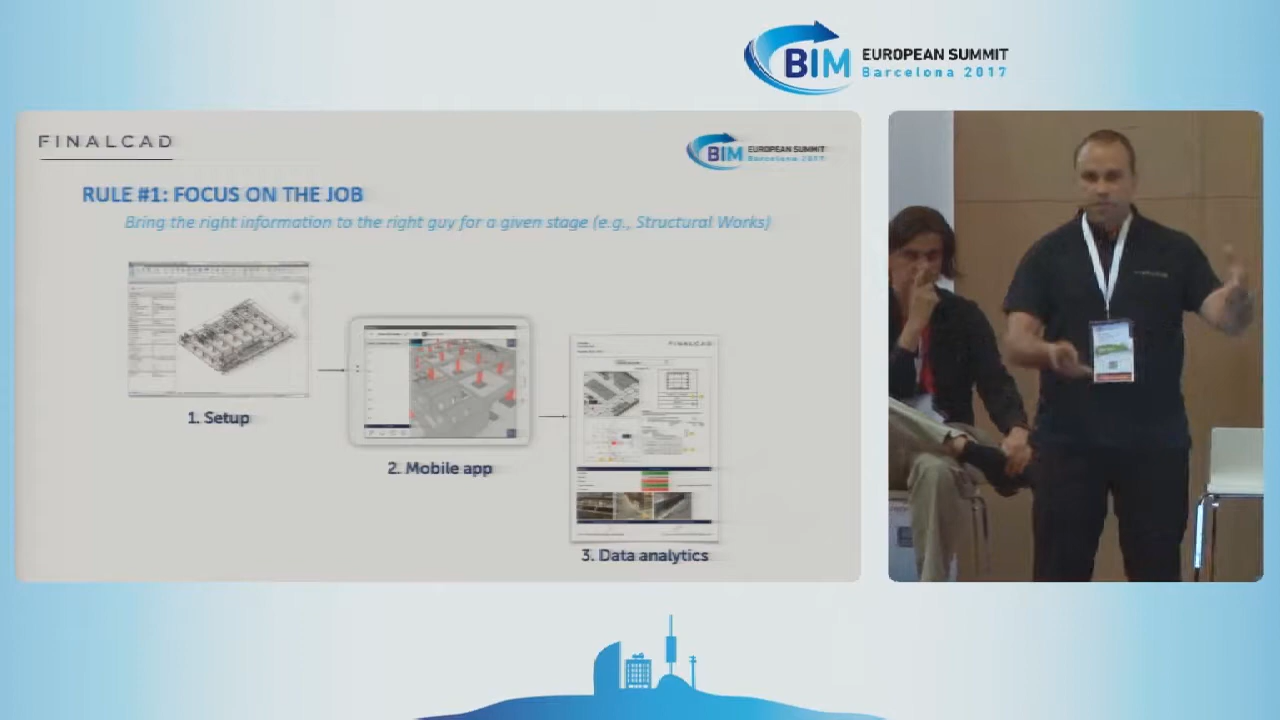 BIM EUROPEAN SUMMIT
Barcelona 2017
FINALCAD
BIM EUROPEAN SUMMIT
Barcelona 2017
RULE #1: FOCUS ON THE JOB
Bring the right information to the right guy for a given stage (e.g., Structural Works)
FINALCAD
1. Setup
2. Mobile app
3. Data analytics